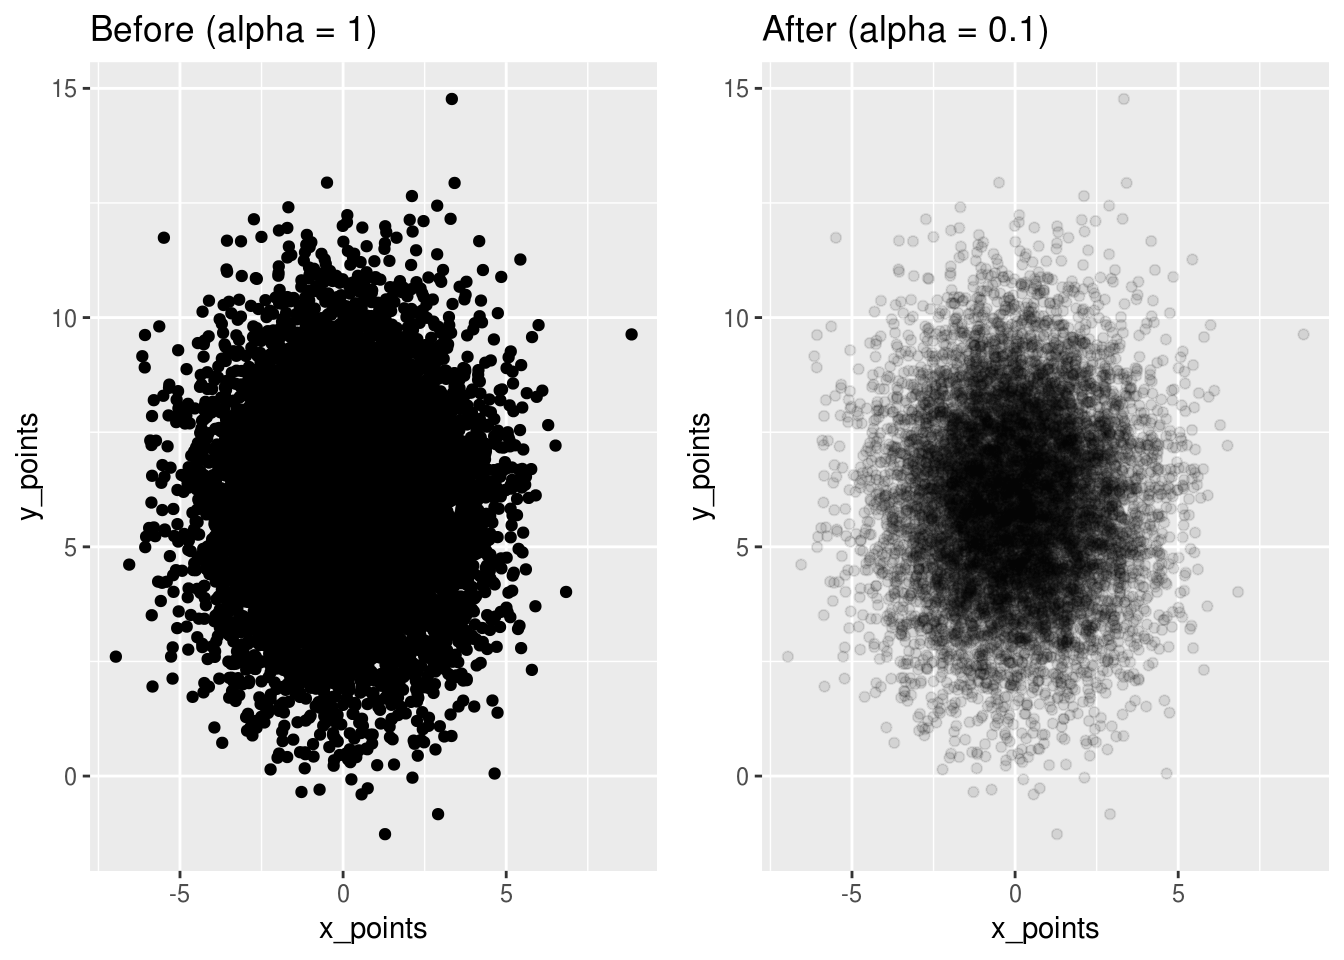 Before (alpha = 1)
15
10
5
0
y_points
-5 0 5
x_points
After (alpha = 0.1)
15
10
5
0
y_points
-5 0 5
x_points